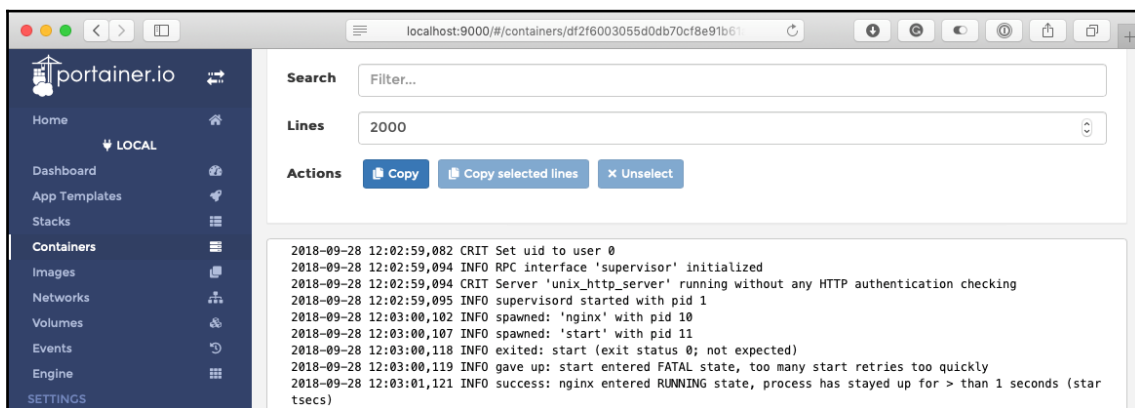 localhost:9000/#/containers/df2f6003055d0db70cf8e91b61
portainer.io
Home
LOCAL
Dashboard
App Templates
Stacks
Containers
Images
Networks
Volumes
Events
Engine
SETTINGS
Search
Filter...
Lines
2000
Actions
Copy
Copy selected lines
Unselect
2018-09-28 12:02:59,082 CRIT Set uid to user 0
2018-09-28 12:02:59,094 INFO RPC interface 'supervisor' initialized
2018-09-28 12:02:59,094 CRIT Server 'unix_http_server' running without any HTTP authentication checking
2018-09-28 12:02:59,095 INFO supervisord started with pid 1
2018-09-28 12:03:00,102 INFO spawned: 'nginx' with pid 10
2018-09-28 12:03:00,107 INFO spawned: 'start' with pid 11
2018-09-28 12:03:00,118 INFO exited: start (exit status 0; not expected)
2018-09-28 12:03:00,119 INFO gave up: start entered FATAL state, too many start retries too quickly
2018-09-28 12:03:01,121 INFO success: nginx entered RUNNING state, process has stayed up for > than 1 seconds (star
tsecs)